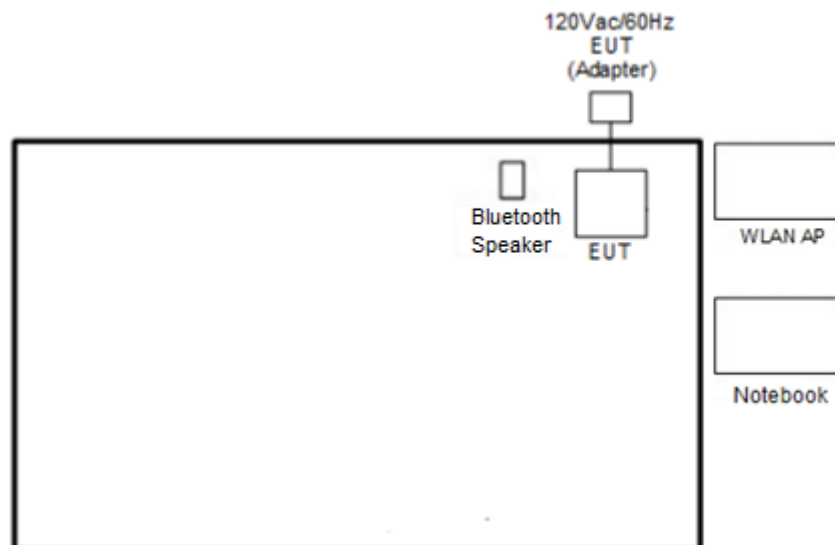 120Vac/60Hz
EUT
(Adapter)
Bluetooth
Speaker
EUT
WLAN AP
Notebook